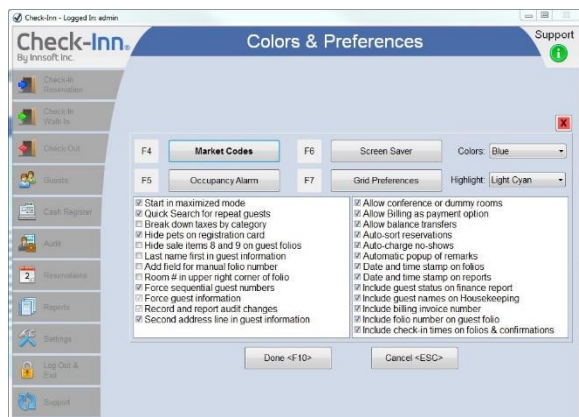 Check-Inn - Logged In: admin
Check-Inn®
By Innsoft Inc.
Colors & Preferences
Support
Check-In
Reservation
Check-In
Walk In
Check Out
Guests
Cash Register
Audit
Reservations
Reports
Settings
Log Out &
Exit
Support
X
F4 Market Codes F6 Screen Saver Colors: Blue
F5 Occupancy Alarm F7 Grid Preferences Highlight: Light Cyan
Start in maximized mode
Quick Search for repeat guests
Break down taxes by category
Hide pets on registration card
Hide sale items 8 and 9 on guest folios
Last name first in guest information
Add field for manual folio number
Room # in upper right corner of folio
Force sequential guest numbers
Force guest information
Record and report audit changes
Second address line in guest information
Allow conference or dummy rooms
Allow Billing as payment option
Allow balance transfers
Auto-sort reservations
Auto-charge no-shows
Automatic popup of remarks
Date and time stamp on folios
Date and time stamp on reports
Include guest status on finance report
Include guest names on Housekeeping
Include billing invoice number
Include folio number on guest folio
Include check-in times on folios & confirmations
Done <F10> Cancel <ESC>